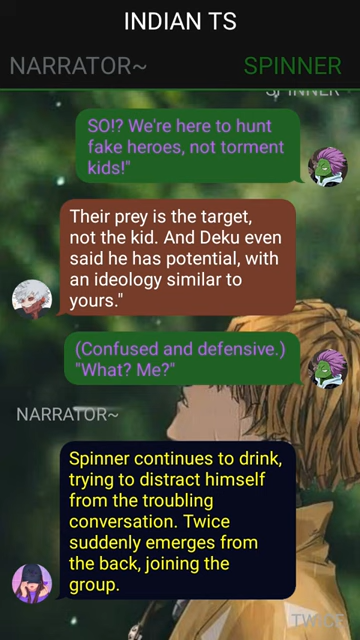 INDIAN TS
NARRATOR~ SPINNER
SPINNER
SO!? We're here to hunt
fake heroes, not torment
kids!"
Their prey is the target,
not the kid. And Deku even
said he has potential, with
an ideology similar to
yours."
(Confused and defensive.)
"What? Me?"
NARRATOR~
Spinner continues to drink,
trying to distract himself
from the troubling
conversation. Twice
suddenly emerges from
the back, joining the
group.
TWICE